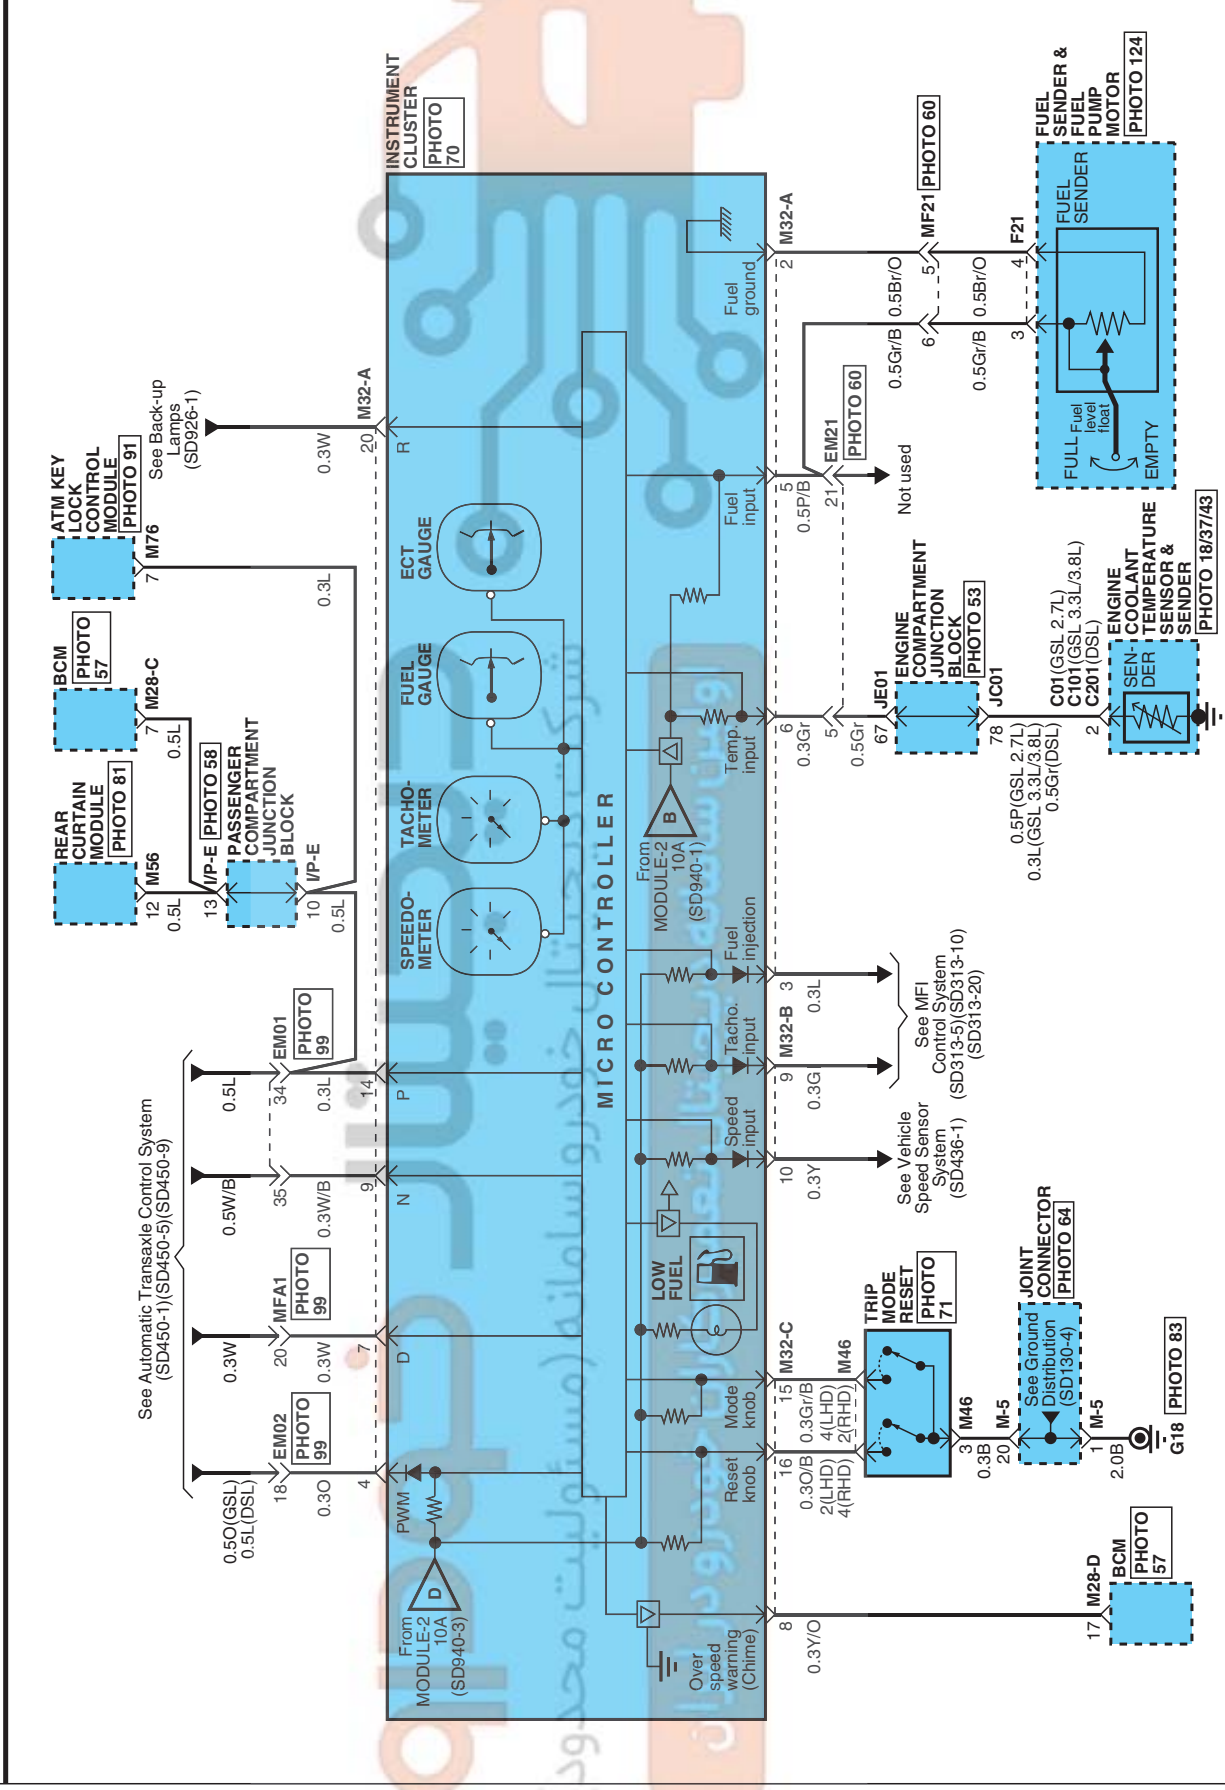 See Automatic Transaxle Control System
(SD450-1)(SD450-5)(SD450-9)
0.5O(GSL)
0.5L(DSL)
18
EM02
PHOTO
99
0.3O
4
PWM
0.3W
20
MFA1
PHOTO
99
0.3W
7
D
0.5W/B
35
0.3W/B
9
N
0.5L
34
EM01
PHOTO
99
0.3L
14
P
REAR
CURTAIN
MODULE
PHOTO 81
12
M56
0.5L
BCM
PHOTO
57
7
M28-C
0.5L
13
I/P-E
PHOTO 58
PASSENGER
COMPARTMENT
JUNCTION
BLOCK
10
I/P-E
0.5L
ATM KEY
LOCK
CONTROL
MODULE
PHOTO 91
7
M76
0.3L
See Back-up
Lamps
(SD926-1)
0.3W
20
M32-A
R
INSTRUMENT
CLUSTER
PHOTO
70
From
MODULE-2
10A
(SD940-3)
D
SPEEDO-
METER
TACHO-
METER
FUEL
GAUGE
ECT
GAUGE
MICRO CONTROLLER
LOW
FUEL
From
MODULE-2
10A
(SD940-1)
B
Over
speed
warning
(Chime)
Reset
knob
Mode
knob
Speed
input
Tacho.
input
Fuel
injection
Temp.
input
Fuel
input
Fuel
ground
8
0.3Y/O
17
M28-D
BCM
PHOTO
57
16
0.3O/B
2(LHD)
4(RHD)
15
M32-C
0.3Gr/B
4(LHD)
2(RHD)
M46
TRIP
MODE
RESET
PHOTO
71
3
M46
0.3B
20
M-5
See Ground
Distribution
(SD130-4)
JOINT
CONNECTOR
PHOTO 64
1
M-5
2.0B
G18
PHOTO 83
10
0.3Y
See Vehicle
Speed Sensor
System
(SD436-1)
9
M32-B
0.3G
3
0.3L
See MFI
Control System
(SD313-5)(SD313-10)
(SD313-20)
6
0.3Gr
5
0.5Gr
67
JE01
ENGINE
COMPARTMENT
JUNCTION
BLOCK
PHOTO 53
78
JC01
0.5P(GSL 2.7L)
0.3L(GSL 3.3L/3.8L)
0.5Gr(DSL)
C01(GSL 2.7L)
C101(GSL 3.3L/3.8L)
C201(DSL)
2
SEN-
DER
ENGINE
COOLANT
TEMPERATURE
SENSOR &
SENDER
PHOTO 18/37/43
5
0.5P/B
21
EM21
PHOTO 60
Not used
2
M32-A
0.5Gr/B
0.5Br/O
6
5
MF21
PHOTO 60
0.5Gr/B
0.5Br/O
3
4
F21
FUEL
SENDER &
FUEL
PUMP
MOTOR
PHOTO 124
FUEL
SENDER
FULL
Fuel
level
float
EMPTY